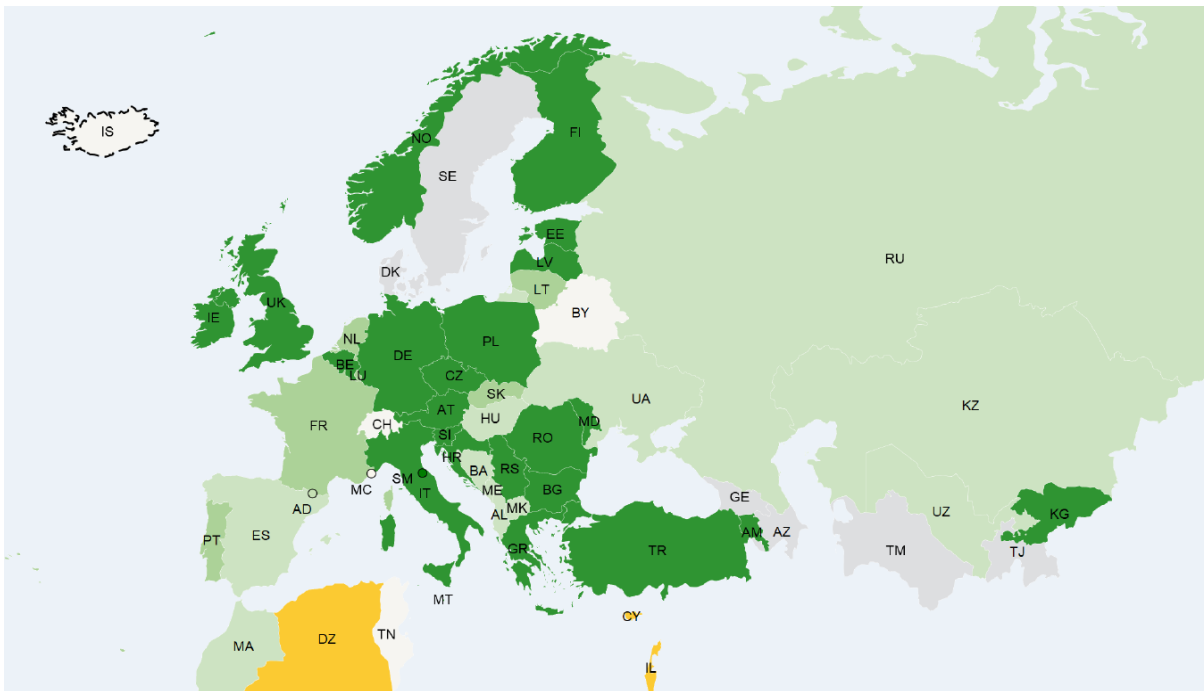 IS
NO
FI
SE
EE
RU
LV
DK
LT
UK
IE
BY
NL
DE
PL
BE
LU
CZ
SK
UA
KZ
AT
HU
FR
CH
MD
SI
RO
HR
BA
RS
SM
MC
IT
ME
BG
GE
AD
MK
AL
UZ
KG
ES
PT
AM
AZ
GR
TR
TM
TJ
MT
CY
TN
DZ
MA
IL